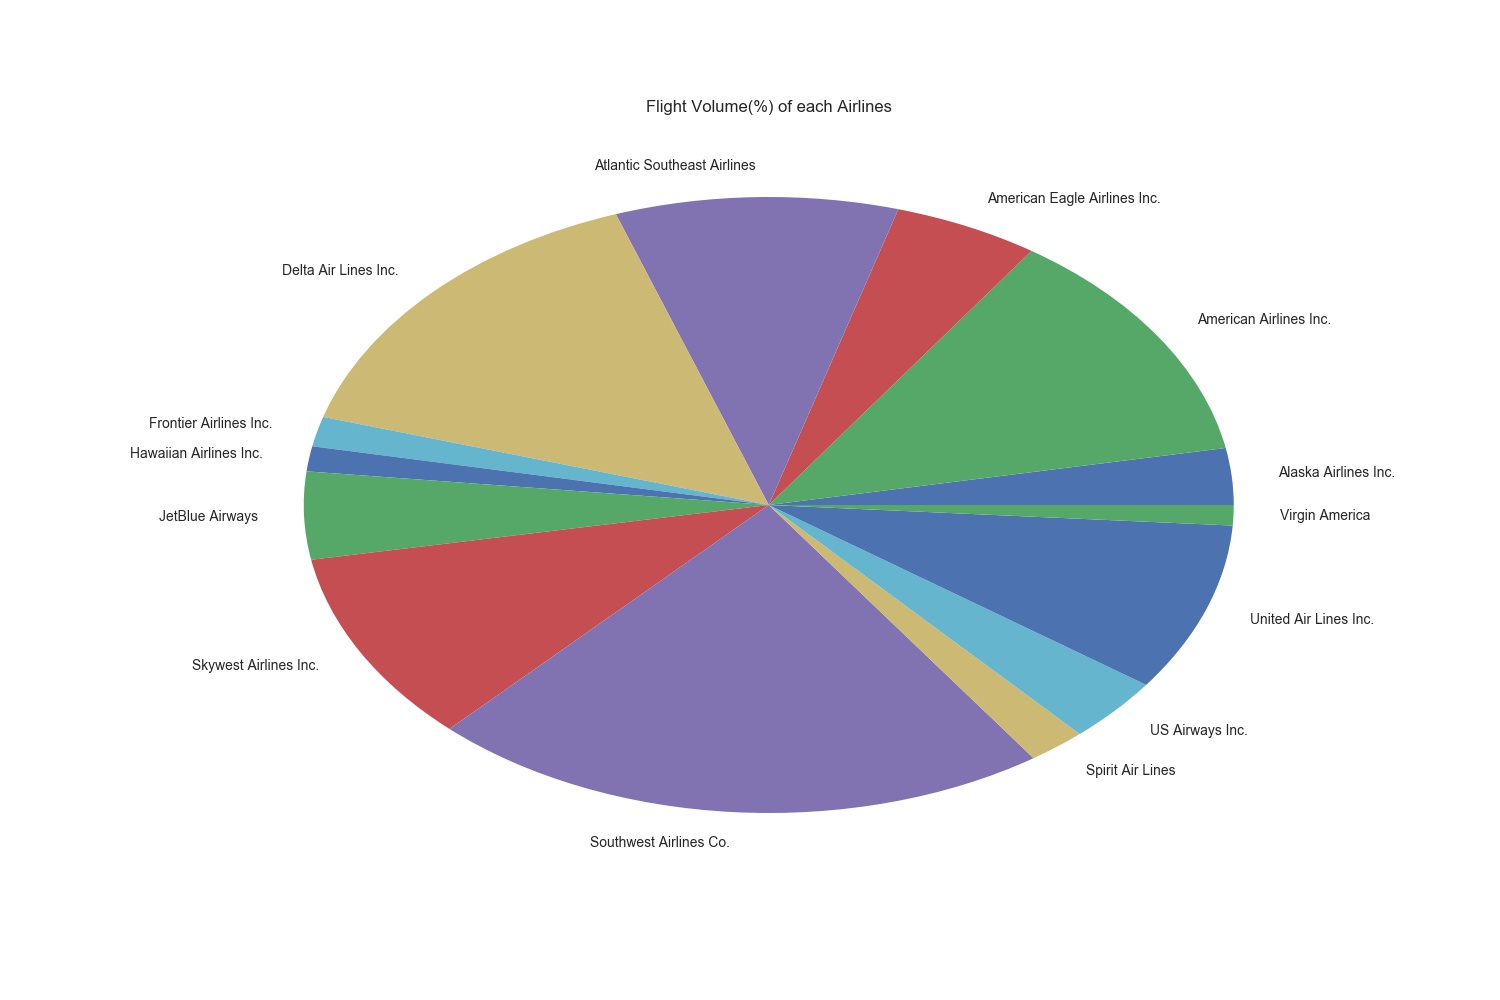 Flight Volume(%) of each Airlines
Atlantic Southeast Airlines
American Eagle Airlines Inc.
Delta Air Lines Inc.
American Airlines Inc.
Frontier Airlines Inc.
Hawaiian Airlines Inc.
Alaska Airlines Inc.
JetBlue Airways
Virgin America
United Air Lines Inc.
Skywest Airlines Inc.
US Airways Inc.
Spirit Air Lines
Southwest Airlines Co.